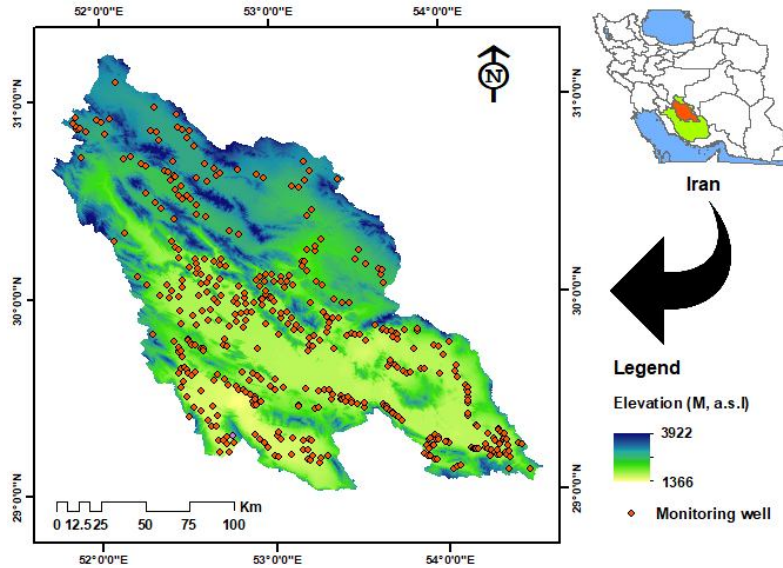 52°0'0"E 53°0'0"E 54°0'0"E
31°0'0"N
30°0'0"N
29°0'0"N
N
31°0'0"N
30°0'0"N
29°0'0"N
Km
0 12.5 25 50 75 100
52°0'0"E 53°0'0"E 54°0'0"E
Iran
Legend
Elevation (M, a.s.l)
3922
1366
Monitoring well